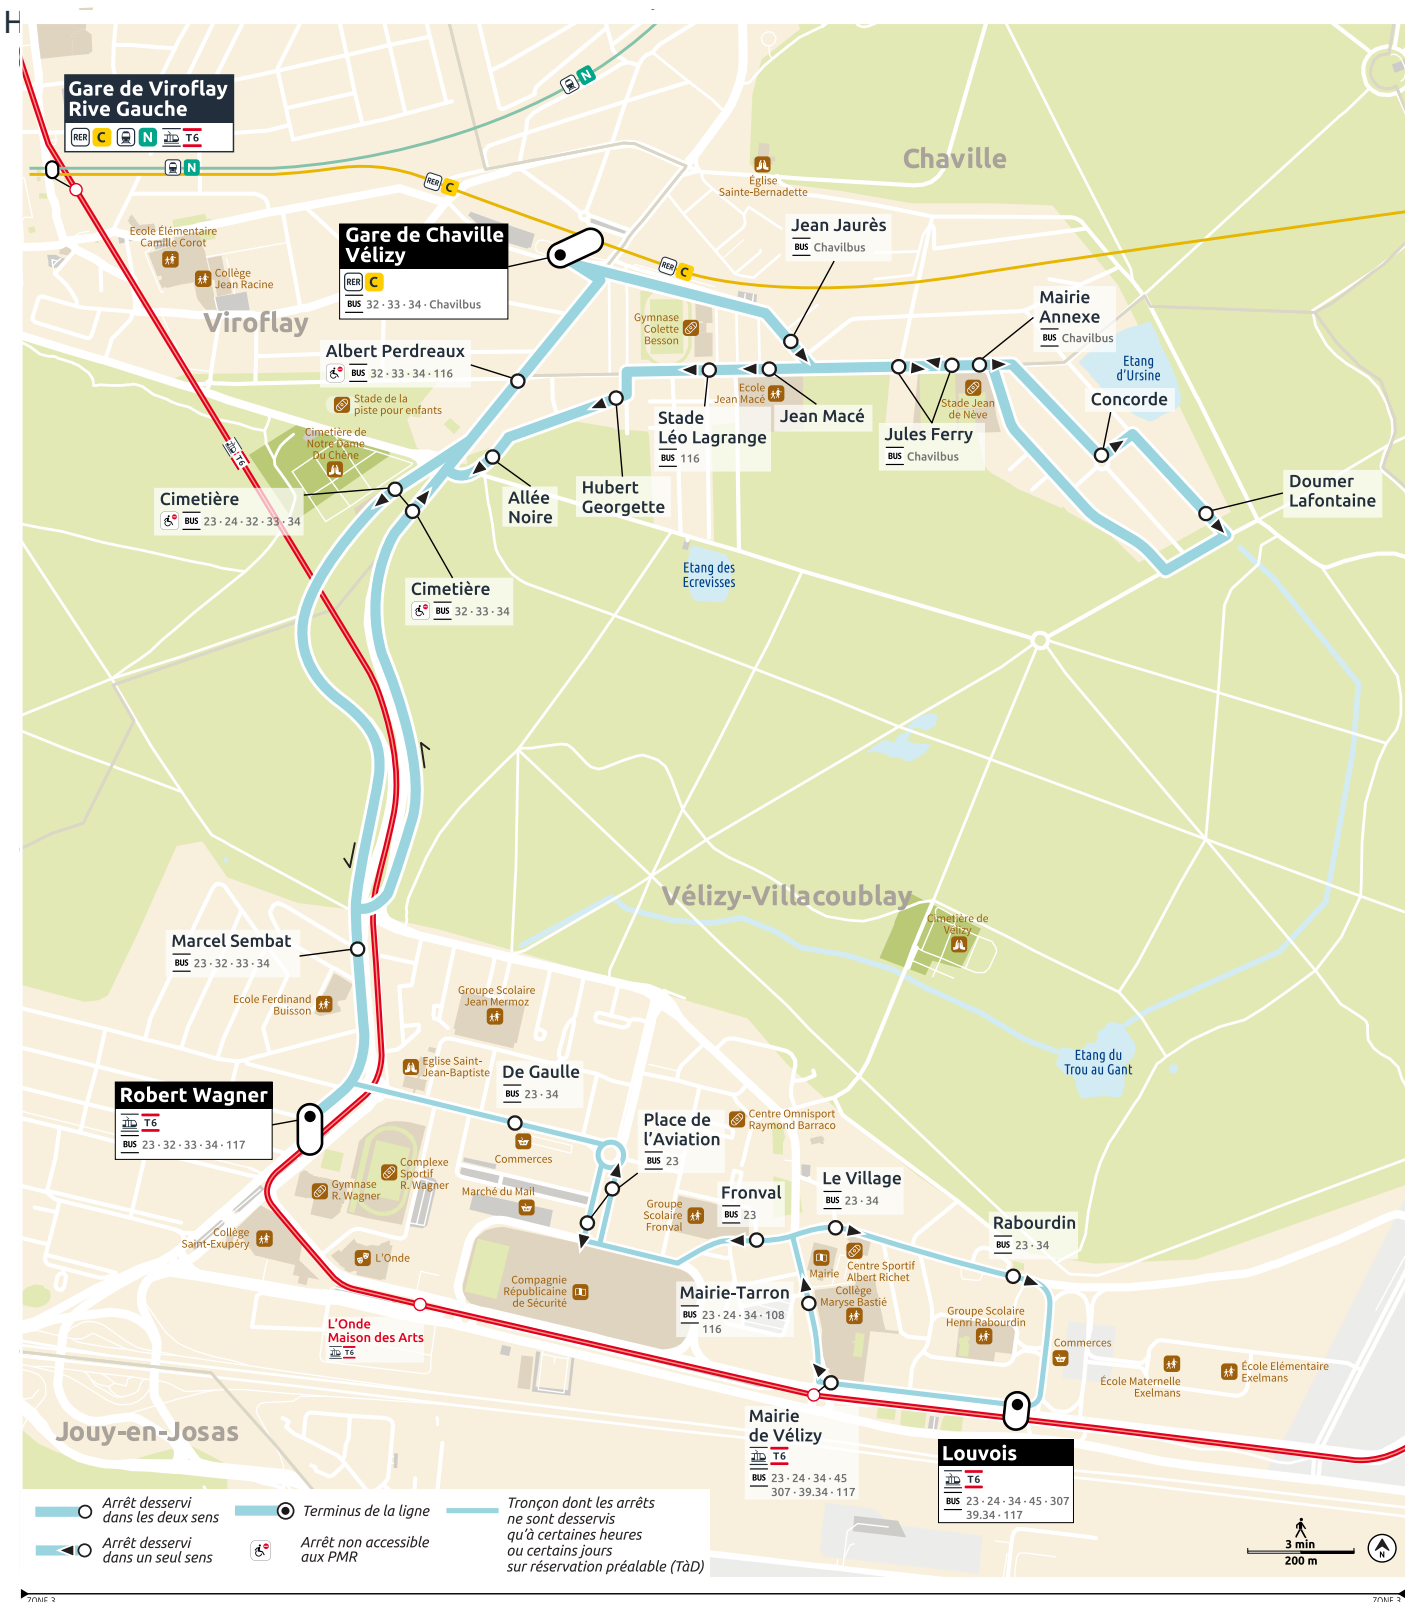 H
Gare de Viroflay
Rive Gauche
RER C N T6
N
N
RER C
Chaville
Église
Sainte-Bernadette
Ecole Élémentaire
Camille Corot
Collège
Jean Racine
Viroflay
Gare de Chaville
Vélizy
RER C
BUS 32 · 33 · 34 · Chavilbus
RER C
Jean Jaurès
BUS Chavilbus
Mairie
Annexe
BUS Chavilbus
Gymnase
Colette
Besson
Albert Perdreaux
BUS 32 · 33 · 34 · 116
Etang
d'Ursine
Stade de la
piste pour enfants
Ecole
Jean Macé
Jean Macé
Stade Jean
de Nève
Concorde
Stade
Léo Lagrange
BUS 116
Jules Ferry
BUS Chavilbus
Cimetière de
Notre Dame
Du Chêne
T6
Cimetière
BUS 23 · 24 · 32 · 33 · 34
Allée
Noire
Hubert
Georgette
Doumer
Lafontaine
Etang des
Ecrevisses
Cimetière
BUS 32 · 33 · 34
Vélizy-Villacoublay
Cimetière de
Vélizy
Marcel Sembat
BUS 23 · 32 · 33 · 34
Ecole Ferdinand
Buisson
Groupe Scolaire
Jean Mermoz
Eglise Saint-
Jean-Baptiste
De Gaulle
BUS 23 · 34
Etang du
Trou au Gant
Robert Wagner
T6
BUS 23 · 32 · 33 · 34 · 117
Commerces
Place de
l'Aviation
BUS 23
Centre Omnisport
Raymond Barraco
Complexe
Sportif
R. Wagner
Gymnase
R. Wagner
Marché du Mail
Groupe
Scolaire
Fronval
Fronval
BUS 23
Le Village
BUS 23 · 34
Rabourdin
BUS 23 · 34
Collège
Saint-Exupéry
L'Onde
Compagnie
Républicaine
de Sécurité
Mairie
Centre Sportif
Albert Richet
Mairie-Tarron
BUS 23 · 24 · 34 · 108
116
Collège
Maryse Bastié
Groupe Scolaire
Henri Rabourdin
L'Onde
Maison des Arts
T6
Commerces
École Maternelle
Exelmans
École Elémentaire
Exelmans
Jouy-en-Josas
Mairie
de Vélizy
T6
BUS 23 · 24 · 34 · 45
307 · 39.34 · 117
Louvois
T6
BUS 23 · 24 · 34 · 45 · 307
39.34 · 117
Arrêt desservi
dans les deux sens
Terminus de la ligne
Tronçon dont les arrêts
ne sont desservis
qu'à certaines heures
ou certains jours
sur réservation préalable (TàD)
Arrêt desservi
dans un seul sens
Arrêt non accessible
aux PMR
3 min
200 m
N
ZONE 3
ZONE 3